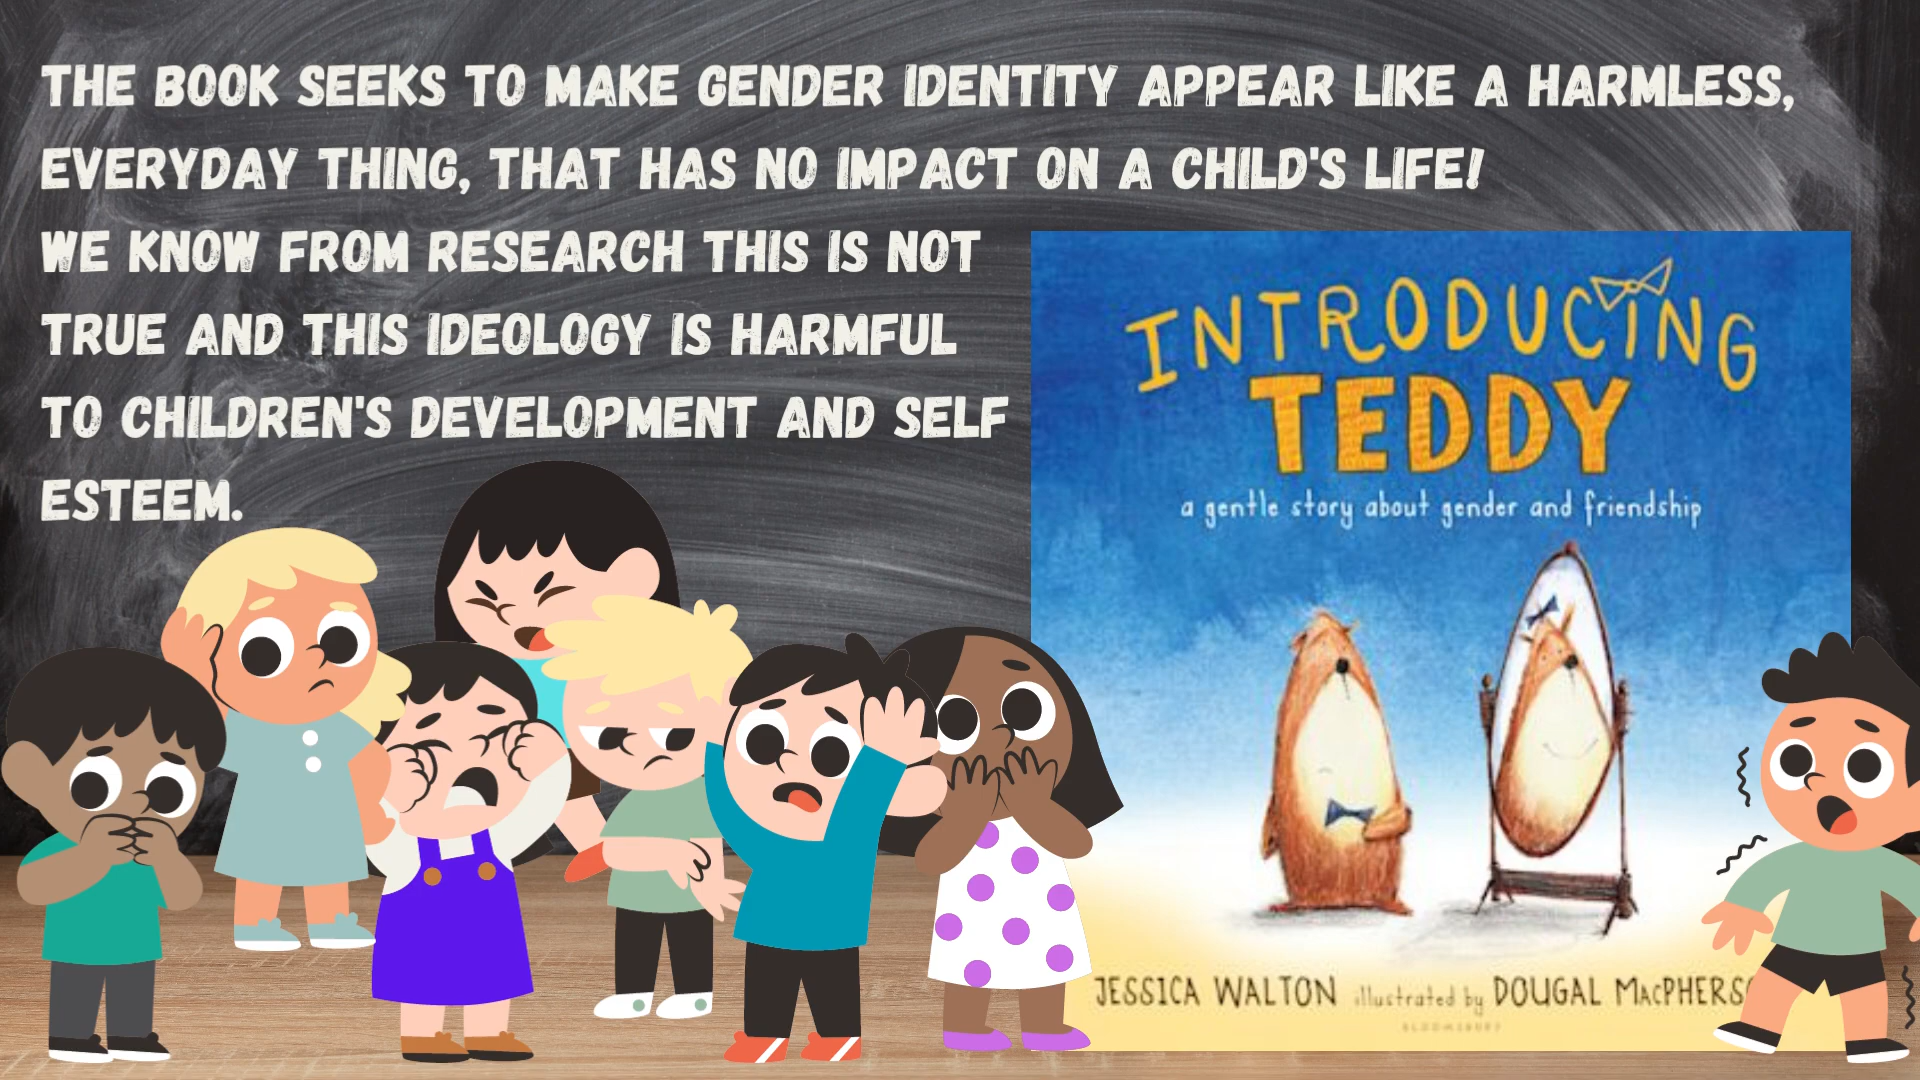 THE BOOK SEEKS TO MAKE GENDER IDENTITY APPEAR LIKE A HARMLESS,
EVERYDAY THING, THAT HAS NO IMPACT ON A CHILD'S LIFE!
WE KNOW FROM RESEARCH THIS IS NOT
TRUE AND THIS IDEOLOGY IS HARMFUL
TO CHILDREN'S DEVELOPMENT AND SELF
ESTEEM.
INTRODUCING
TEDDY
a gentle story about gender and friendship
JESSICA WALTON illustrated by DOUGAL MACPHERS
BLOOMSBURY